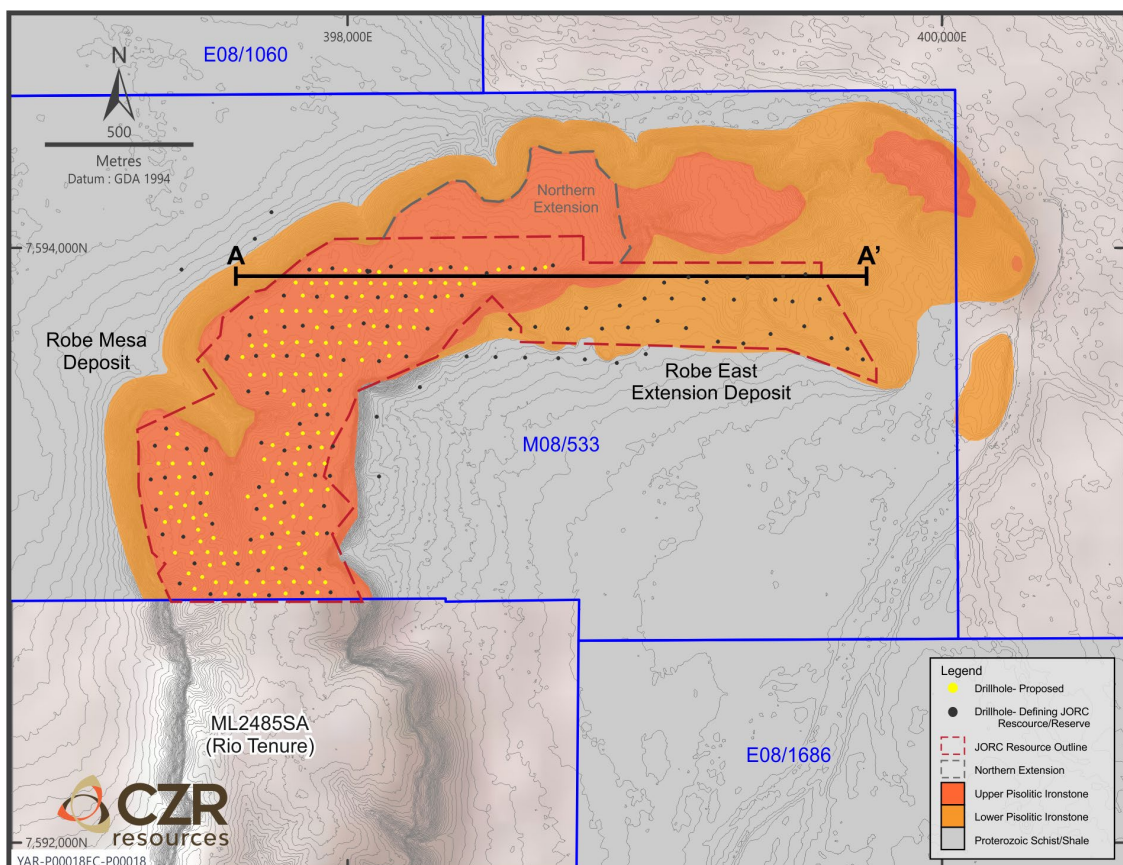 398,000E
400,000E
E08/1060
N
500
Metres
Datum : GDA 1994
Northern
Extension
7,594,000N
A
A’
Robe Mesa
Deposit
Robe East
Extension Deposit
M08/533
ML2485SA
(Rio Tenure)
E08/1686
Legend
Drillhole- Proposed
Drillhole- Defining JORC
Rescource/Reserve
JORC Resource Outline
Northern Extension
Upper Pisolitic Ironstone
Lower Pisolitic Ironstone
Proterozoic Schist/Shale
CZR
resources
7,592,000N
YAR-P00018FC-P00018